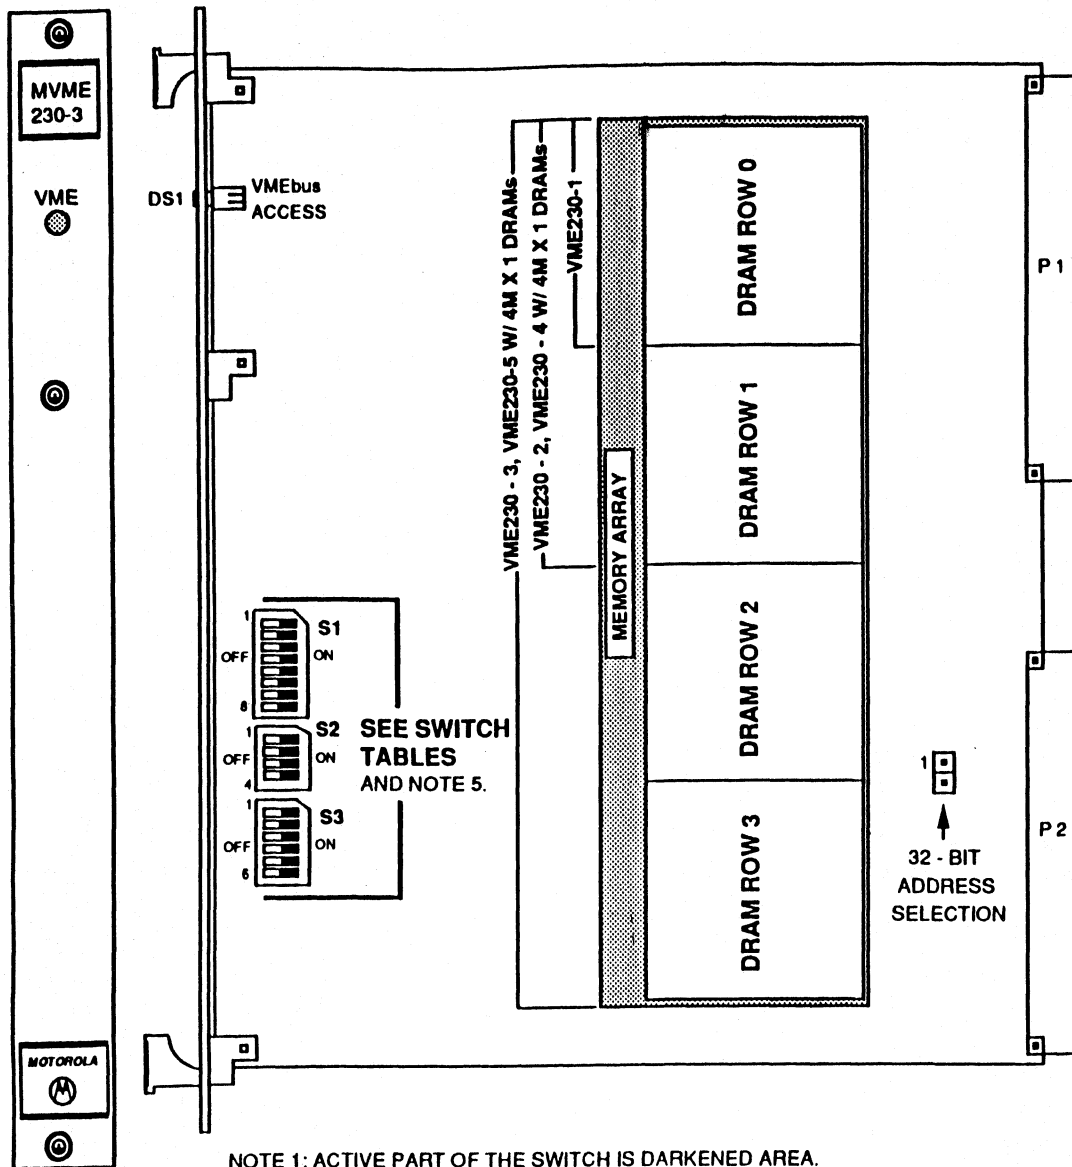 MVME
230-3
VME
DS1
VMEbus
ACCESS
VME230 - 3, VME230-5 W/ 4M X 1 DRAMs
VME230 - 2, VME230 - 4 W/ 4M X 1 DRAMs
VME230-1
MEMORY ARRAY
DRAM ROW 0
DRAM ROW 1
DRAM ROW 2
DRAM ROW 3
P1
1
S1
OFF
ON
8
1
S2
OFF
ON
4
1
S3
OFF
ON
6
SEE SWITCH
TABLES
AND NOTE 5.
1
32 - BIT
ADDRESS
SELECTION
P2
MOTOROLA
NOTE 1: ACTIVE PART OF THE SWITCH IS DARKENED AREA.